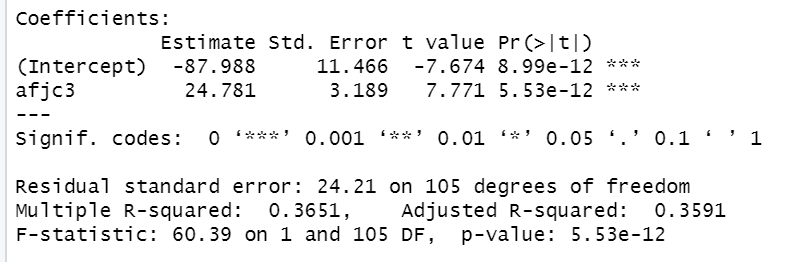 Coefficients:
Estimate Std. Error t value Pr(>|t|)
(Intercept) -87.988 11.466 -7.674 8.99e-12 ***
afjc3 24.781 3.189 7.771 5.53e-12 ***
---
Signif. codes: 0 ‘***’ 0.001 ‘**’ 0.01 ‘*’ 0.05 ‘.’ 0.1 ‘ ’ 1
Residual standard error: 24.21 on 105 degrees of freedom
Multiple R-squared: 0.3651, Adjusted R-squared: 0.3591
F-statistic: 60.39 on 1 and 105 DF, p-value: 5.53e-12